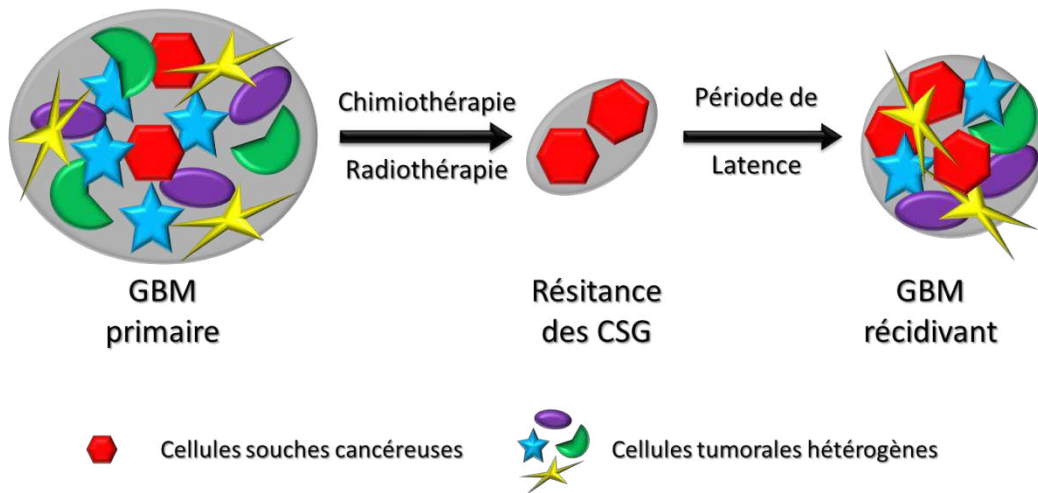 Chimiothérapie
Radiothérapie
Période de
Latence
GBM
primaire
Résitance
des CSG
GBM
récidivant
Cellules souches cancéreuses
Cellules tumorales hétérogènes